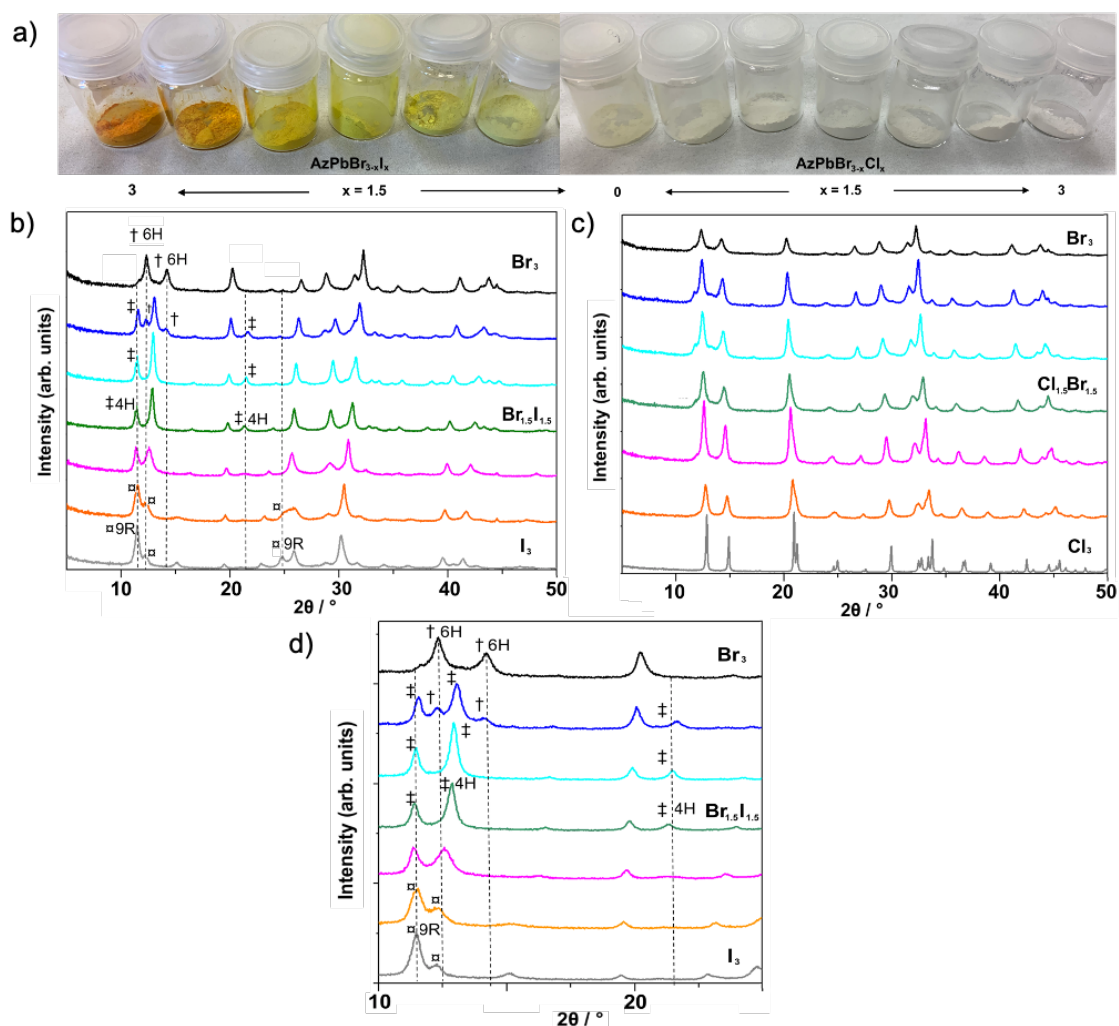 a)
AzPbBr₃₋ₓIₓ
AzPbBr₃₋ₓClₓ
3
x = 1.5
0
x = 1.5
3
b)
† 6H
† 6H
Br₃
‡
†
†
‡
‡
‡
‡4H
‡ 4H
Br₁.₅I₁.₅
¤
¤
¤
¤9R
¤
¤ 9R
I₃
Intensity (arb. units)
10
20
30
40
50
2θ / °
c)
Br₃
Cl₁.₅Br₁.₅
Cl₃
Intensity (arb. units)
10
20
30
40
50
2θ / °
d)
† 6H
† 6H
Br₃
‡
†
‡
†
‡
‡
‡
‡
‡
‡ 4H
‡ 4H
Br₁.₅I₁.₅
¤
¤
¤ 9R
¤
I₃
Intensity (arb. units)
10
20
2θ / °